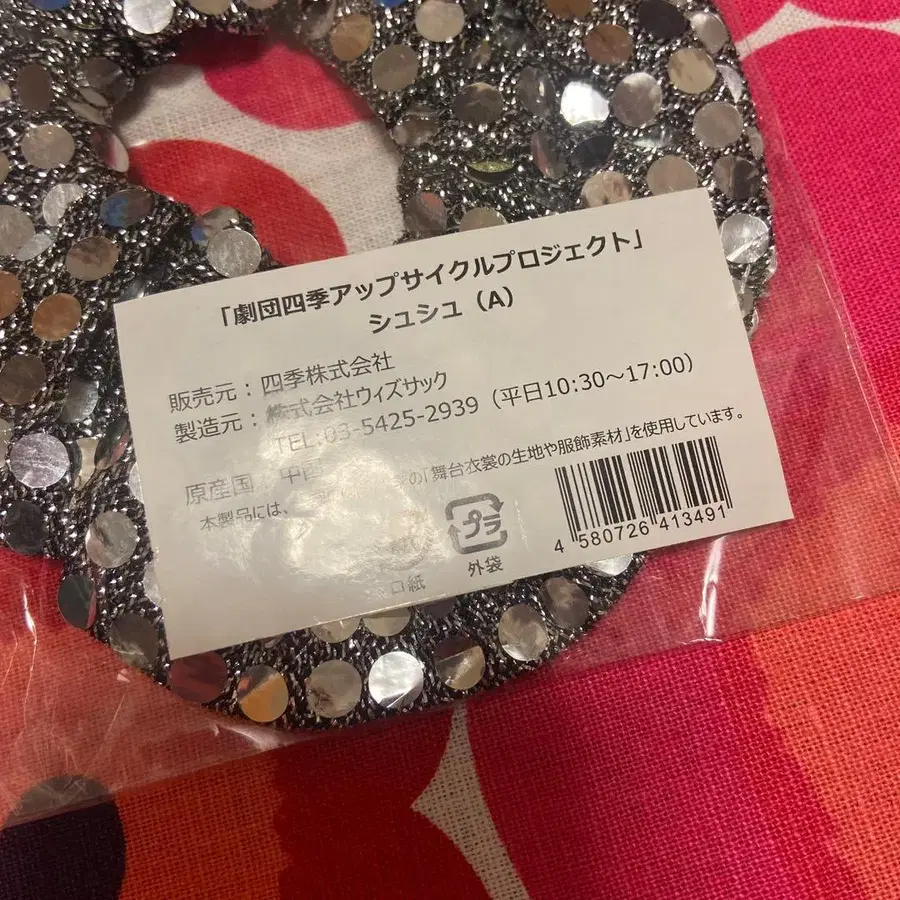 「劇団四季アップサイクルプロジェクト」
シュシュ（A）
販売元：四季株式会社
製造元：株式会社ウィズサック
TEL:03-5425-2939（平日10:30～17:00）
原産国
本製品には、の「舞台衣裳の生地や服飾素材」を使用しています。
プラ
外袋
紙
4 580726 413491